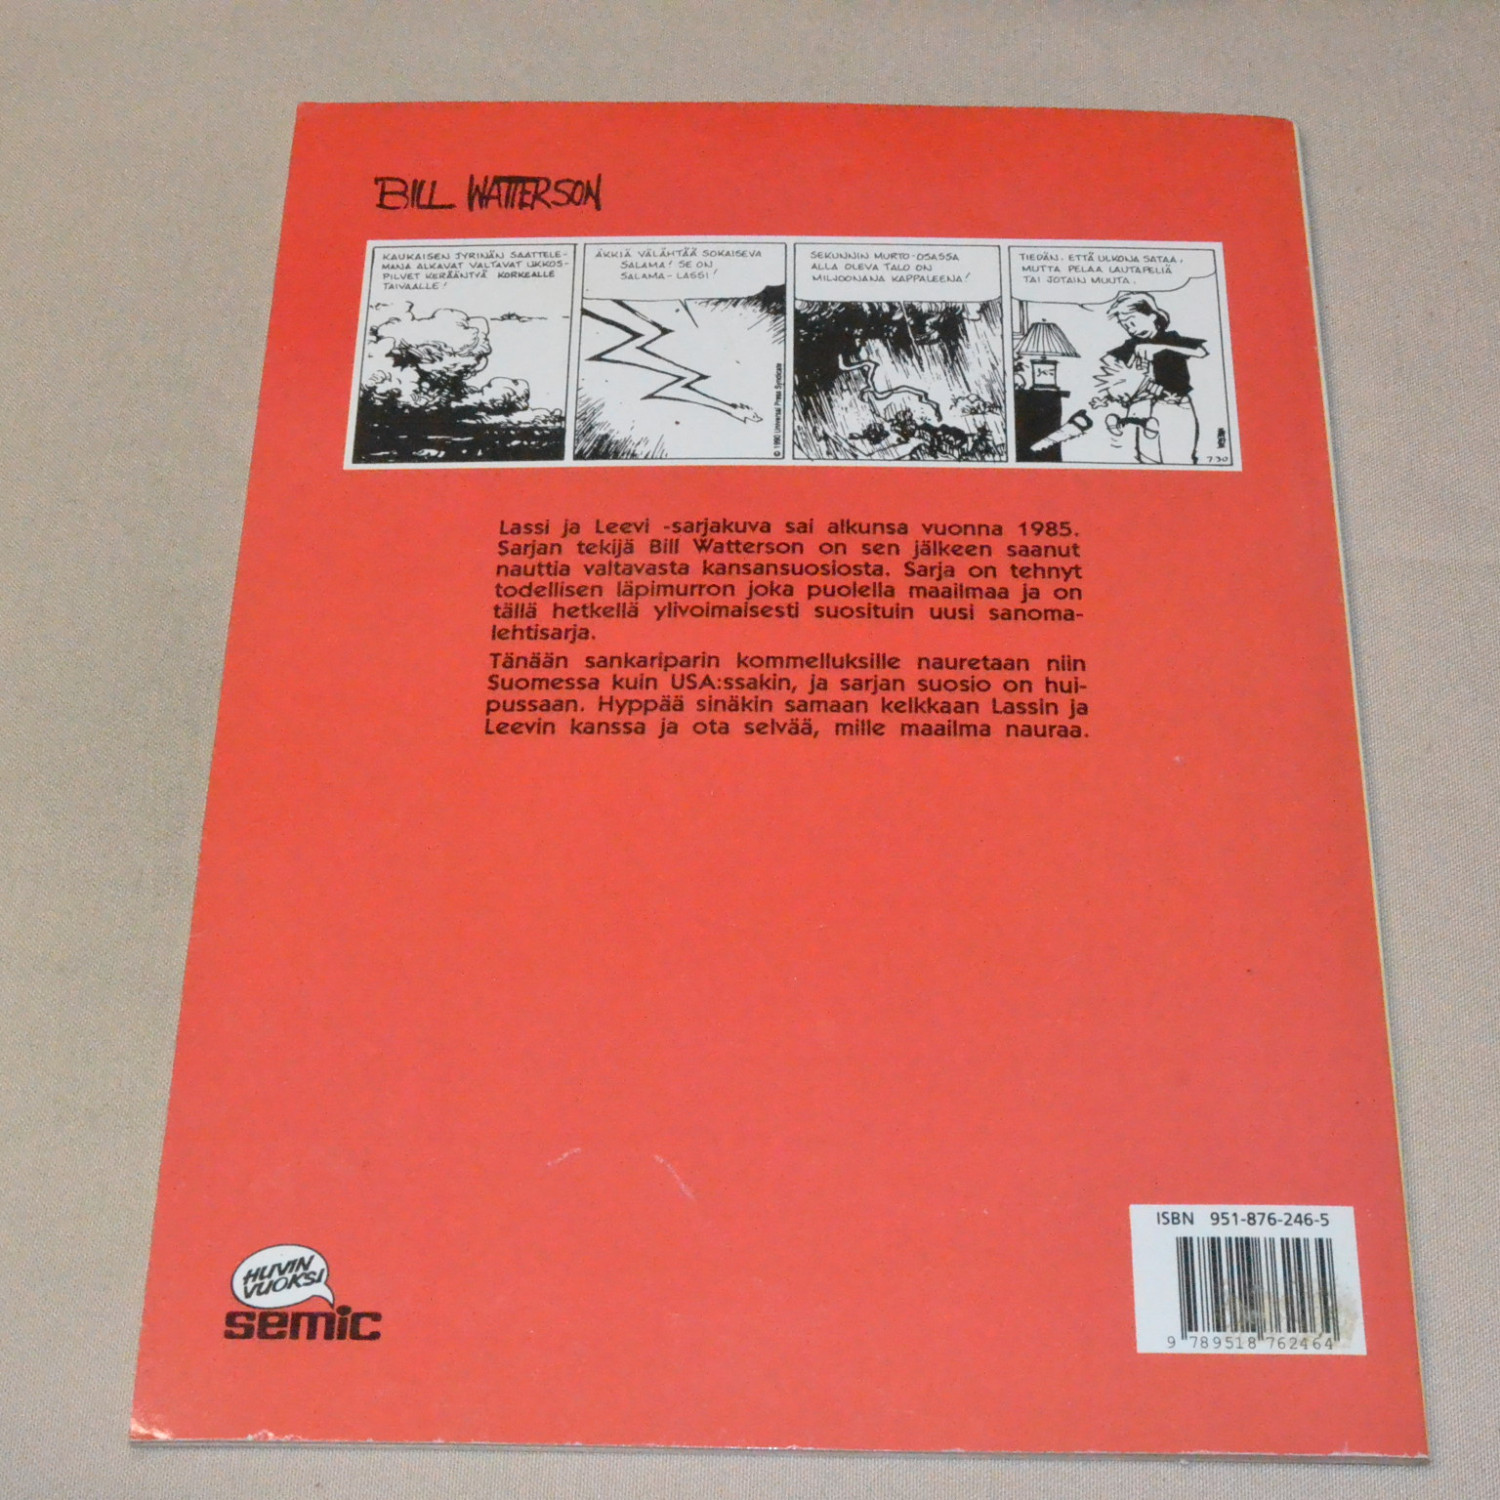 BILL WATTERSON
KAUKAISEN JYRINÄN SAATTELE-
MANA ALKAVAT VALTAVAT UKKOS-
PILVET KERÄÄNTYÄ KORKEALLE
TAIVAALLE!
ÄKKIÄ VÄLÄHTÄÄ SOKAISEVA
SALAMA! SE ON
SALAMA-LASSI!
© 1990 Universal Press Syndicate
SEKUNNIN MURTO-OSASSA
ALLA OLEVA TALO ON
MILJOONANA KAPPALEENA!
TIEDÄN, ETTÄ ULKONA SATAA,
MUTTA PELAA LAUTAPELIÄ
TAI JOTAIN MUUTA.
7-30
Lassi ja Leevi -sarjakuva sai alkunsa vuonna 1985.
Sarjan tekijä Bill Watterson on sen jälkeen saanut
nauttia valtavasta kansansuosiosta. Sarja on tehnyt
todellisen läpimurron joka puolella maailmaa ja on
tällä hetkellä ylivoimaisesti suosituin uusi sanoma-
lehtisarja.
Tänään sankariparin kommelluksille nauretaan niin
Suomessa kuin USA:ssakin, ja sarjan suosio on hui-
pussaan. Hyppää sinäkin samaan kelkkaan Lassin ja
Leevin kanssa ja ota selvää, mille maailma nauraa.
HUVIN
VUOKSI
semic
ISBN 951-876-246-5
9 789518 762464